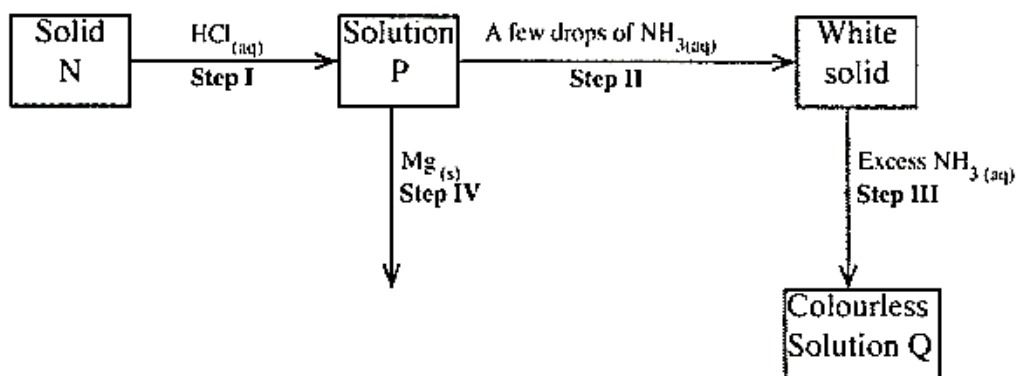 Solid
N
HCl(aq)
Step I
Solution
P
A few drops of NH3(aq)
Step II
White
solid
Mg (s)
Step IV
Excess NH3 (aq)
Step III
Colourless
Solution Q